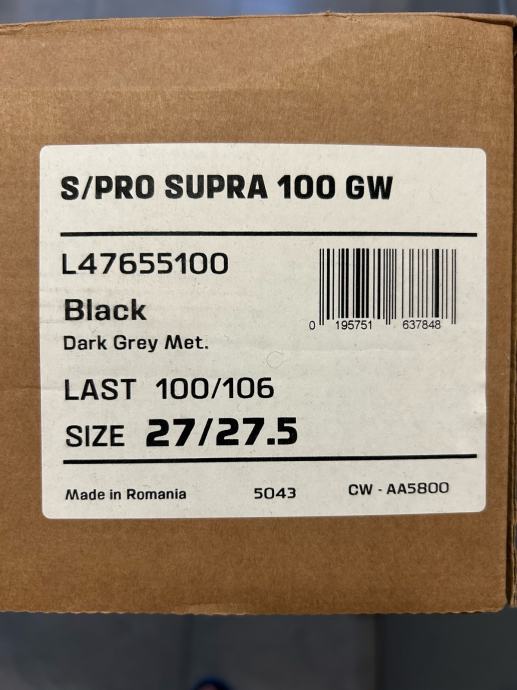 S/PRO SUPRA 100 GW
L47655100
Black
Dark Grey Met.
0 195751 637848
LAST 100/106
SIZE 27/27.5
Made in Romania 5043 CW - AA5800